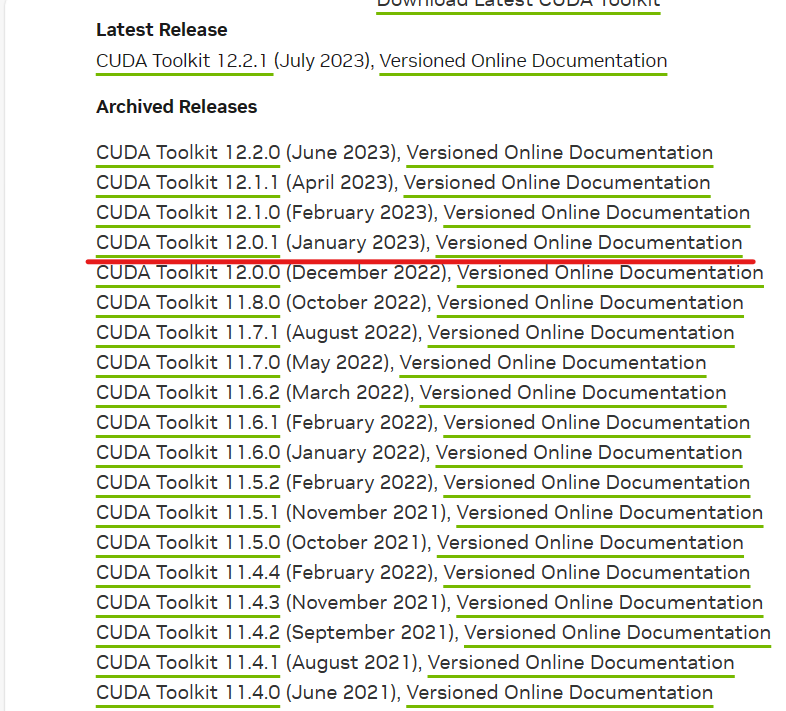 Download Latest CUDA Toolkit
Latest Release
CUDA Toolkit 12.2.1 (July 2023), Versioned Online Documentation
Archived Releases
CUDA Toolkit 12.2.0 (June 2023), Versioned Online Documentation
CUDA Toolkit 12.1.1 (April 2023), Versioned Online Documentation
CUDA Toolkit 12.1.0 (February 2023), Versioned Online Documentation
CUDA Toolkit 12.0.1 (January 2023), Versioned Online Documentation
CUDA Toolkit 12.0.0 (December 2022), Versioned Online Documentation
CUDA Toolkit 11.8.0 (October 2022), Versioned Online Documentation
CUDA Toolkit 11.7.1 (August 2022), Versioned Online Documentation
CUDA Toolkit 11.7.0 (May 2022), Versioned Online Documentation
CUDA Toolkit 11.6.2 (March 2022), Versioned Online Documentation
CUDA Toolkit 11.6.1 (February 2022), Versioned Online Documentation
CUDA Toolkit 11.6.0 (January 2022), Versioned Online Documentation
CUDA Toolkit 11.5.2 (February 2022), Versioned Online Documentation
CUDA Toolkit 11.5.1 (November 2021), Versioned Online Documentation
CUDA Toolkit 11.5.0 (October 2021), Versioned Online Documentation
CUDA Toolkit 11.4.4 (February 2022), Versioned Online Documentation
CUDA Toolkit 11.4.3 (November 2021), Versioned Online Documentation
CUDA Toolkit 11.4.2 (September 2021), Versioned Online Documentation
CUDA Toolkit 11.4.1 (August 2021), Versioned Online Documentation
CUDA Toolkit 11.4.0 (June 2021), Versioned Online Documentation